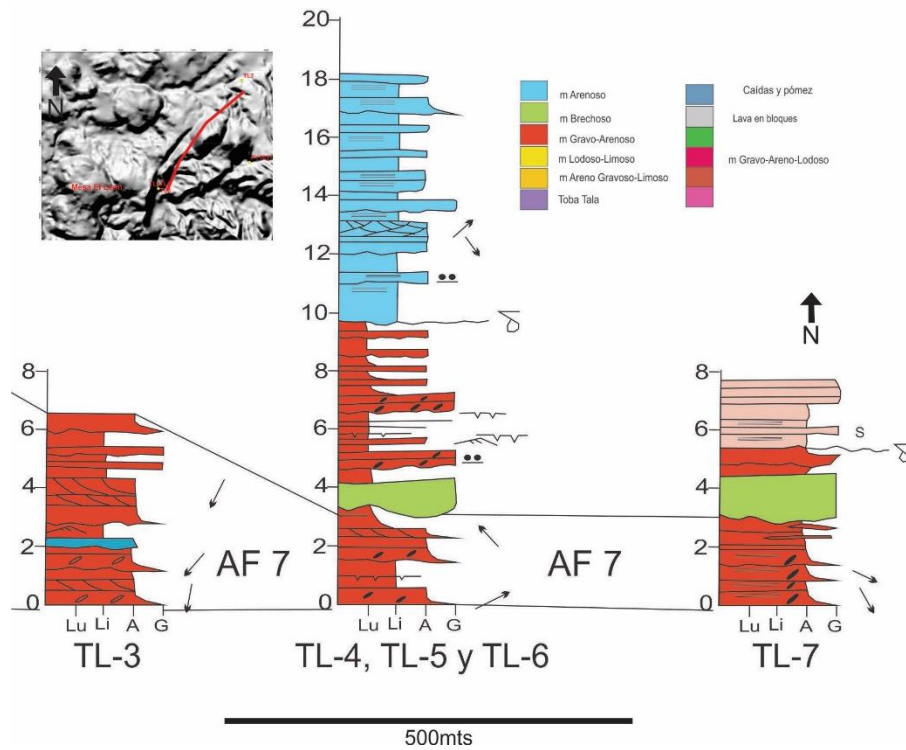 20
18
16
14
12
10
8
6
4
2
0
N
m Arenoso
m Brechoso
m Gravo-Arenoso
m Lodoso-Limoso
m Areno Gravoso-Limoso
Toba Tala
Caídas y pómez
Lava en bloques
m Gravo-Areno-Lodoso
N
8
6
4
2
0
8
6
4
2
0
S
AF 7
AF 7
Lu Li A G
Lu Li A G
Lu Li A G
TL-3
TL-4, TL-5 y TL-6
TL-7
500mts